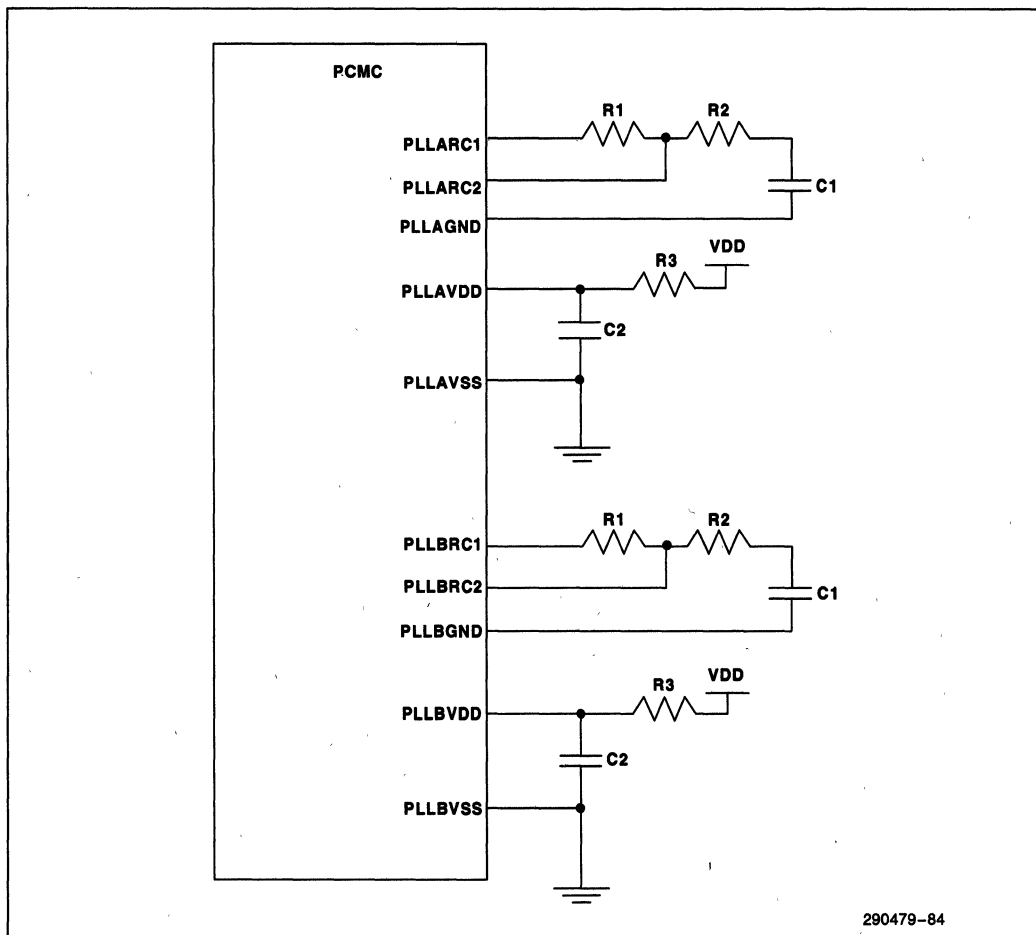 PCMC
R1 R2
PLLARC1
PLLARC2
C1
PLLAGND
VDD
R3
PLLAVDD
C2
PLLAVSS
R1 R2
PLLBRC1
PLLBRC2
C1
PLLBGND
VDD
R3
PLLBVDD
C2
PLLBVSS
290479-84